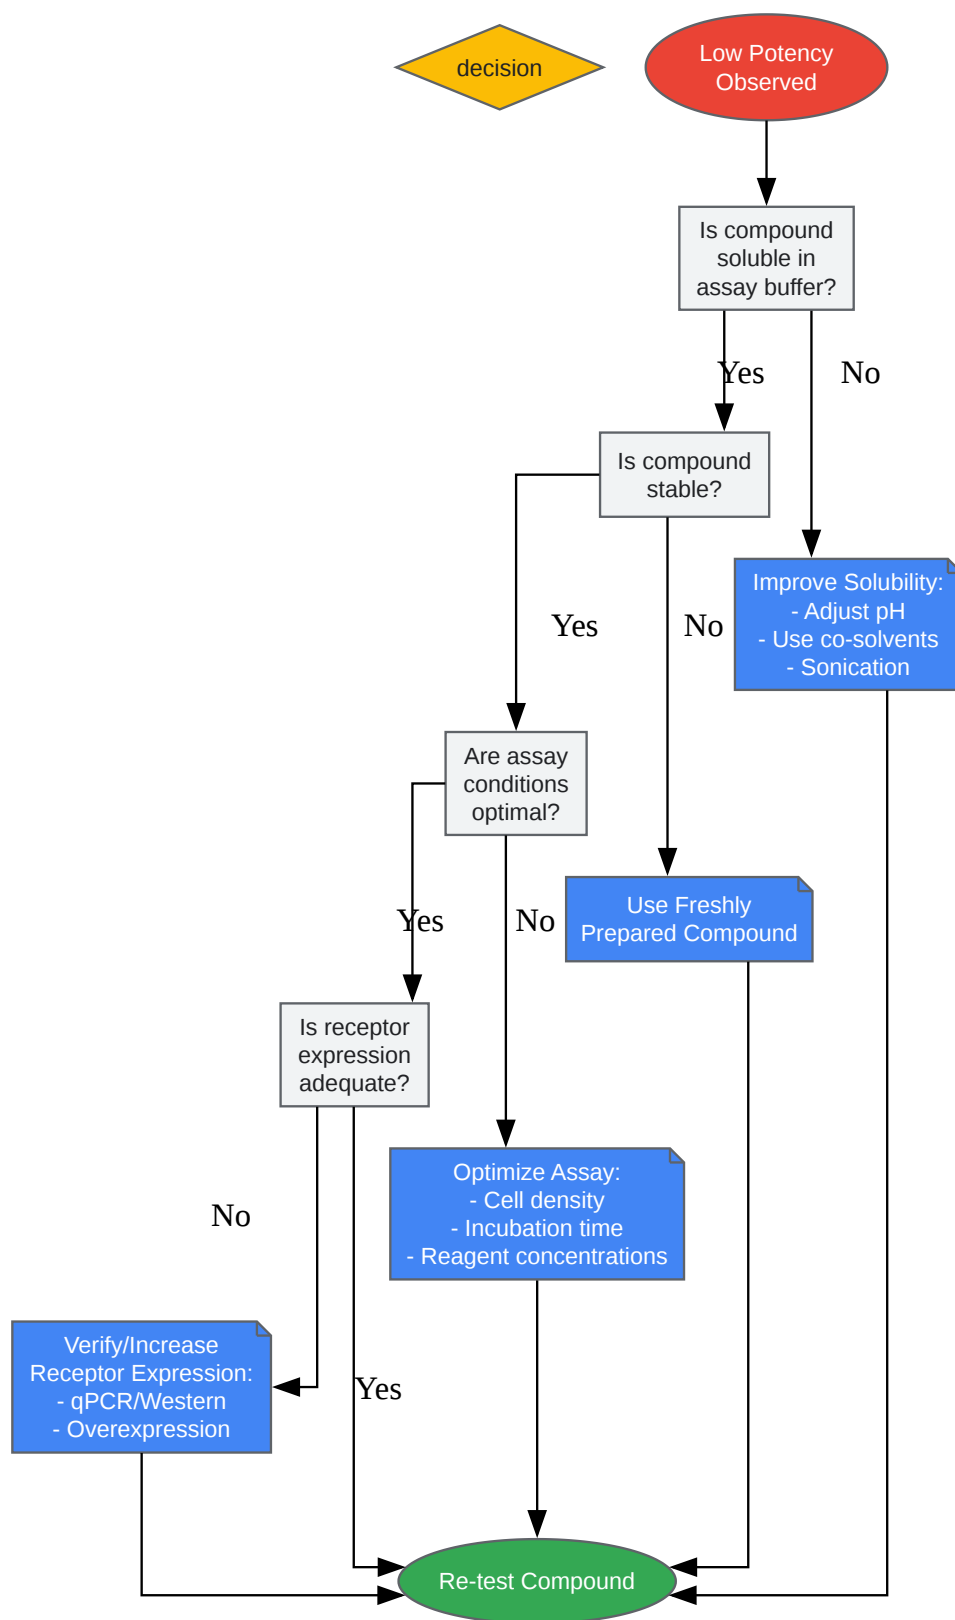 decision
Low Potency
Observed
Is compound
soluble in
assay buffer?
Yes
No
Is compound
stable?
Improve Solubility:
- Adjust pH
- Use co-solvents
- Sonication
Yes
No
Are assay
conditions
optimal?
Use Freshly
Prepared Compound
Yes
No
Is receptor
expression
adequate?
Optimize Assay:
- Cell density
- Incubation time
- Reagent concentrations
No
Verify/Increase
Receptor Expression:
- qPCR/Western
- Overexpression
Yes
Re-test Compound